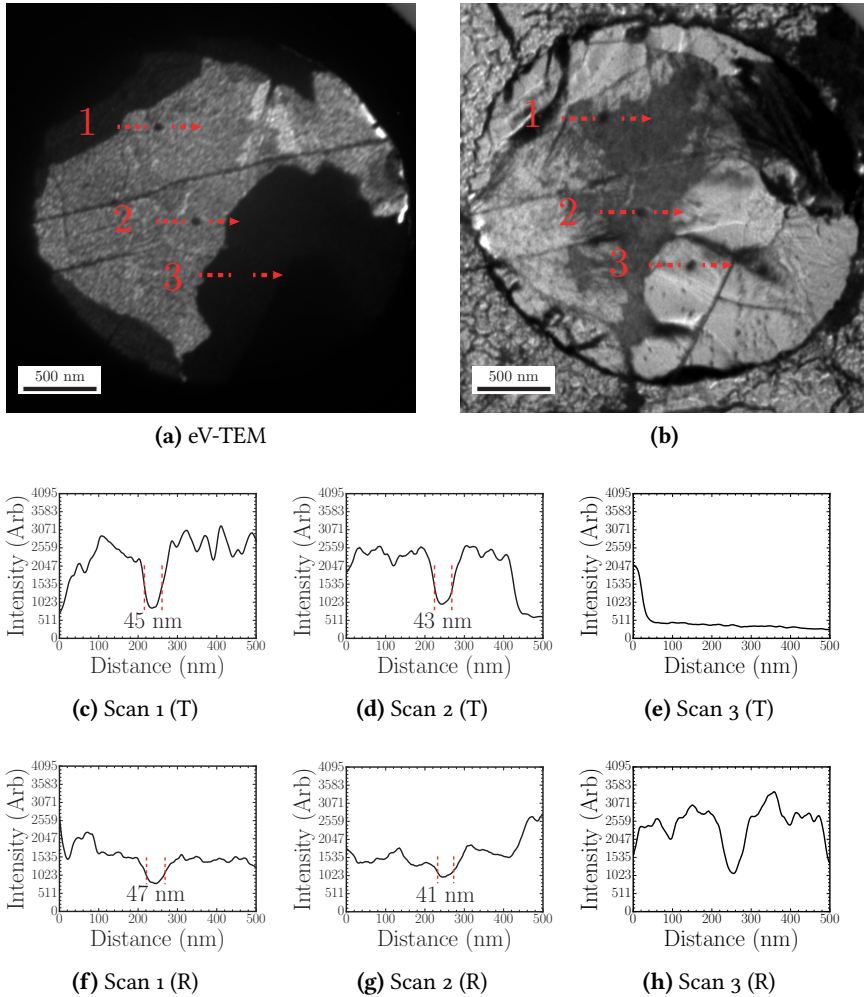 1
2
3
500 nm
1
2
3
500 nm
(a) eV-TEM
(b)
Intensity (Arb)
4095
3583
3071
2559
2047
1535
1023
511
0
45 nm
0 100 200 300 400 500
Distance (nm)
Intensity (Arb)
4095
3583
3071
2559
2047
1535
1023
511
0
43 nm
0 100 200 300 400 500
Distance (nm)
Intensity (Arb)
4095
3583
3071
2559
2047
1535
1023
511
0
0 100 200 300 400 500
Distance (nm)
(c) Scan 1 (T)
(d) Scan 2 (T)
(e) Scan 3 (T)
Intensity (Arb)
4095
3583
3071
2559
2047
1535
1023
511
0
47 nm
0 100 200 300 400 500
Distance (nm)
Intensity (Arb)
4095
3583
3071
2559
2047
1535
1023
511
0
41 nm
0 100 200 300 400 500
Distance (nm)
Intensity (Arb)
4095
3583
3071
2559
2047
1535
1023
511
0
0 100 200 300 400 500
Distance (nm)
(f) Scan 1 (R)
(g) Scan 2 (R)
(h) Scan 3 (R)